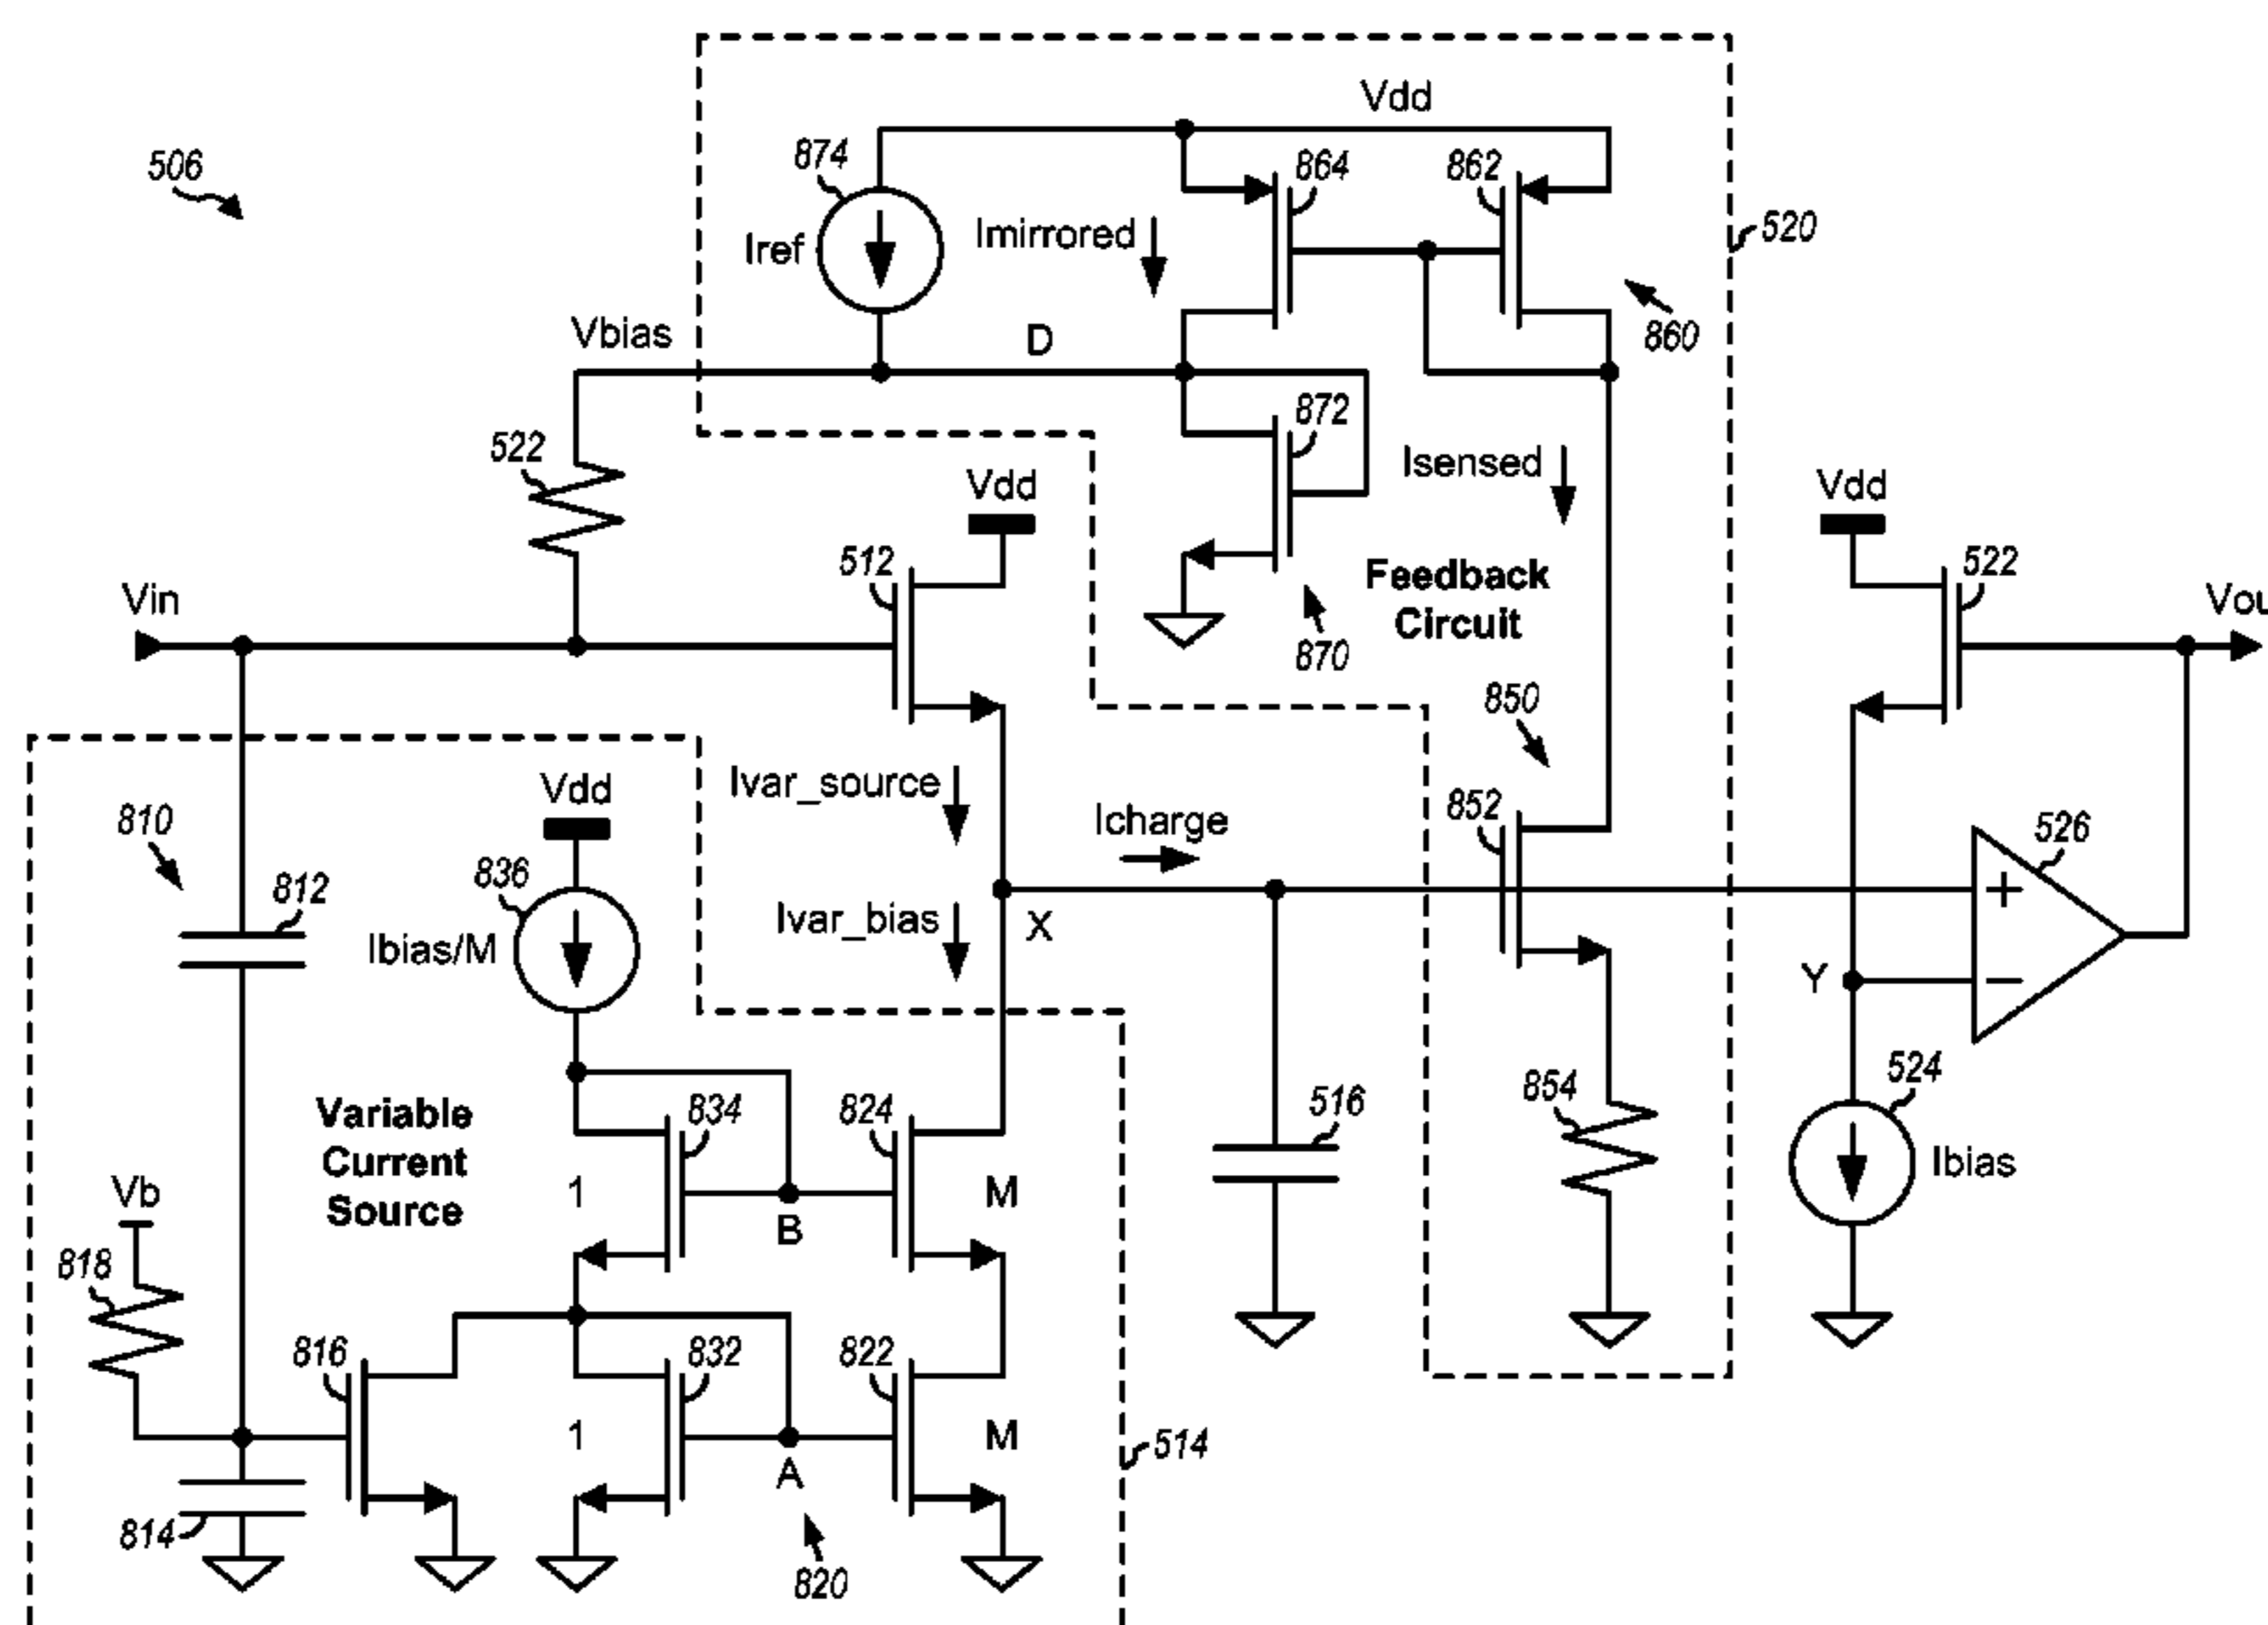 506
Vdd
874
864
862
520
Iref
Imirrored
860
Vbias
D
522
872
Isensed
Vdd
Vdd
512
Feedback
Circuit
522
Vin
Vou
870
850
Vdd
Ivar_source
810
Icharge
852
526
836
812
+
Ibias/M
Ivar_bias
X
Y
−
524
Variable
Current
Source
834
824
516
854
Ibias
Vb
1
B
M
818
816
832
822
1
M
514
A
814
820